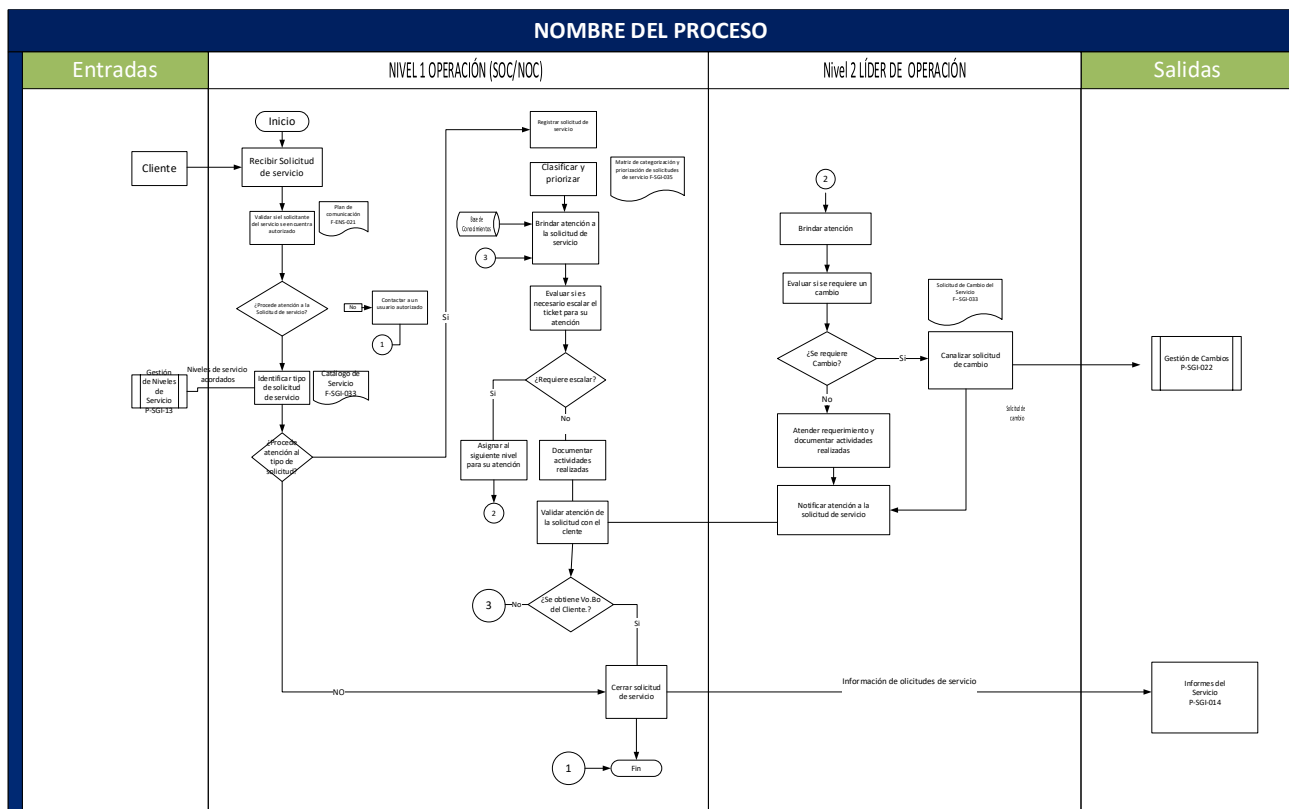 NOMBRE DEL PROCESO
Entradas
NIVEL 1 OPERACIÓN (SOC/NOC)
Nivel 2 LÍDER DE OPERACIÓN
Salidas
Inicio
Cliente
Recibir Solicitud
de servicio
Validar si el solicitante
del servicio se encuentra
autorizado
Plan de
comunicación
F-ENS-021
¿Procede atención a la
Solicitud de servicio?
No
Contactar a un
usuario autorizado
1
Gestión
de Niveles
de
Servicio
P-SGI-13
Niveles de servicio
acordados
Identificar tipo
de solicitud
de servicio
Catálogo de
Servicio
F-SGI-033
¿Procede
atención al
tipo de
solicitud?
Si
NO
Registrar solicitud de
servicio
Clasificar y
priorizar
Matriz de categorización y
priorización de solicitudes
de servicio F-SGI-035
Base de
Conocimientos
3
Brindar atención a
la solicitud de
servicio
Evaluar si es
necesario escalar el
ticket para su
atención
¿Requiere escalar?
Si
No
Asignar al
siguiente nivel
para su atención
2
Documentar
actividades
realizadas
Validar atención de
la solicitud con el
clente
¿Se obtiene Vo.Bo
del Cliente.?
No
3
Si
Cerrar solicitud
de servicio
1
Fin
2
Brindar atención
Evaluar si se requiere un
cambio
¿Se requiere
Cambio?
Si
No
Solicitud de Cambio del
Servicio
F-SGI-033
Canalizar solicitud
de cambio
Solicitud de
cambio
Atender requerimiento y
documentar actividades
realizadas
Notificar atención a la
solicitud de servicio
Información de olicitudes de servicio
Gestión de Cambios
P-SGI-022
Informes del
Servicio
P-SGI-014